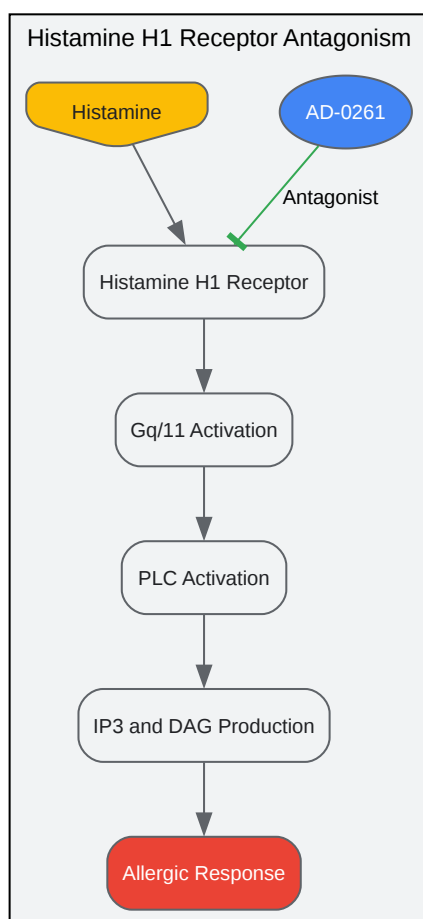 Histamine H1 Receptor Antagonism
Histamine
AD-0261
Antagonist
Histamine H1 Receptor
Gq/11 Activation
PLC Activation
IP3 and DAG Production
Allergic Response